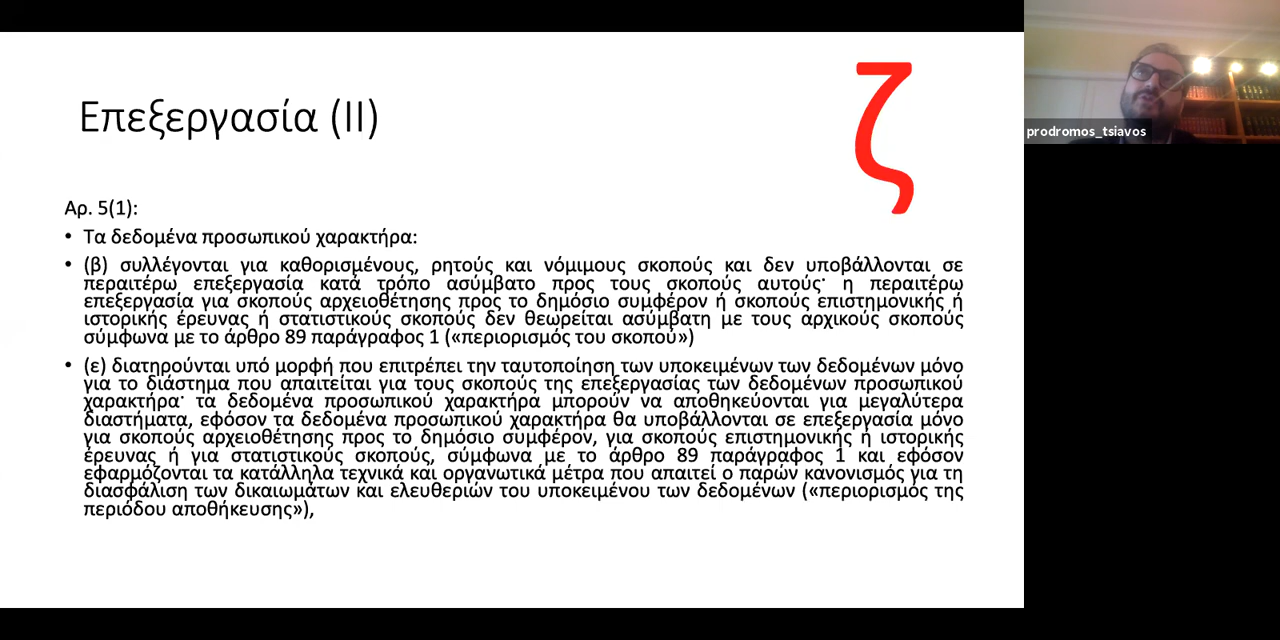 Επεξεργασία (II)
ζ
prodromos_tsiavos
Αρ. 5(1):
• Τα δεδομένα προσωπικού χαρακτήρα:
• (β) συλλέγονται για καθορισμένους, ρητούς και νόμιμους σκοπούς και δεν υποβάλλονται σε
περαιτέρω επεξεργασία κατά τρόπο ασύμβατο προς τους σκοπούς αυτούς· η περαιτέρω
επεξεργασία για σκοπούς αρχειοθέτησης προς το δημόσιο συμφέρον ή σκοπούς επιστημονικής ή
ιστορικής έρευνας ή στατιστικούς σκοπούς δεν θεωρείται ασύμβατη με τους αρχικούς σκοπούς
σύμφωνα με το άρθρο 89 παράγραφος 1 («περιορισμός του σκοπού»)
• (ε) διατηρούνται υπό μορφή που επιτρέπει την ταυτοποίηση των υποκειμένων των δεδομένων μόνο
για το διάστημα που απαιτείται για τους σκοπούς της επεξεργασίας των δεδομένων προσωπικού
χαρακτήρα· τα δεδομένα προσωπικού χαρακτήρα μπορούν να αποθηκεύονται για μεγαλύτερα
διαστήματα, εφόσον τα δεδομένα προσωπικού χαρακτήρα θα υποβάλλονται σε επεξεργασία μόνο
για σκοπούς αρχειοθέτησης προς το δημόσιο συμφέρον, για σκοπούς επιστημονικής ή ιστορικής
έρευνας ή για στατιστικούς σκοπούς, σύμφωνα με το άρθρο 89 παράγραφος 1 και εφόσον
εφαρμόζονται τα κατάλληλα τεχνικά και οργανωτικά μέτρα που απαιτεί ο παρών κανονισμός για τη
διασφάλιση των δικαιωμάτων και ελευθεριών του υποκειμένου των δεδομένων («περιορισμός της
περιόδου αποθήκευσης»),